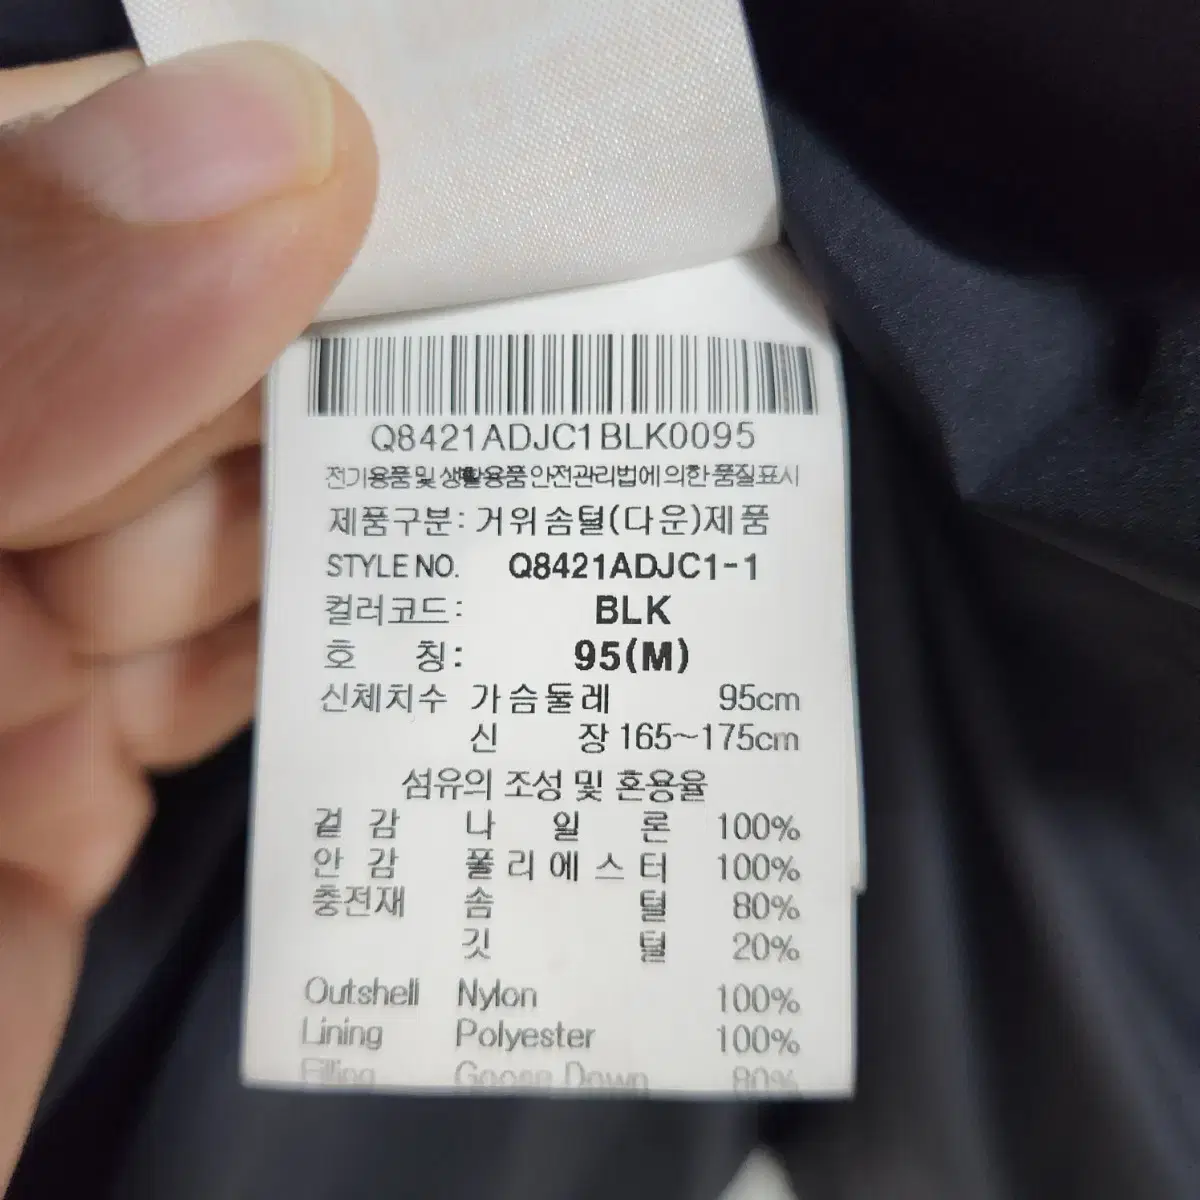 Q8421ADJC1BLK0095
전기용품 및 생활용품 안전관리법에 의한 품질표시
제품구분: 거위솜털(다운)제품
STYLE NO. Q8421ADJC1-1
컬러코드: BLK
호 칭: 95(M)
신체치수 가슴둘레 95cm
신 장 165~175cm
섬유의 조성 및 혼용율
겉 감 나 일 론 100%
안 감 폴리에스터 100%
충전재 솜 털 80%
깃 털 20%
Outshell Nylon 100%
Lining Polyester 100%
Filling Goose Down 80%